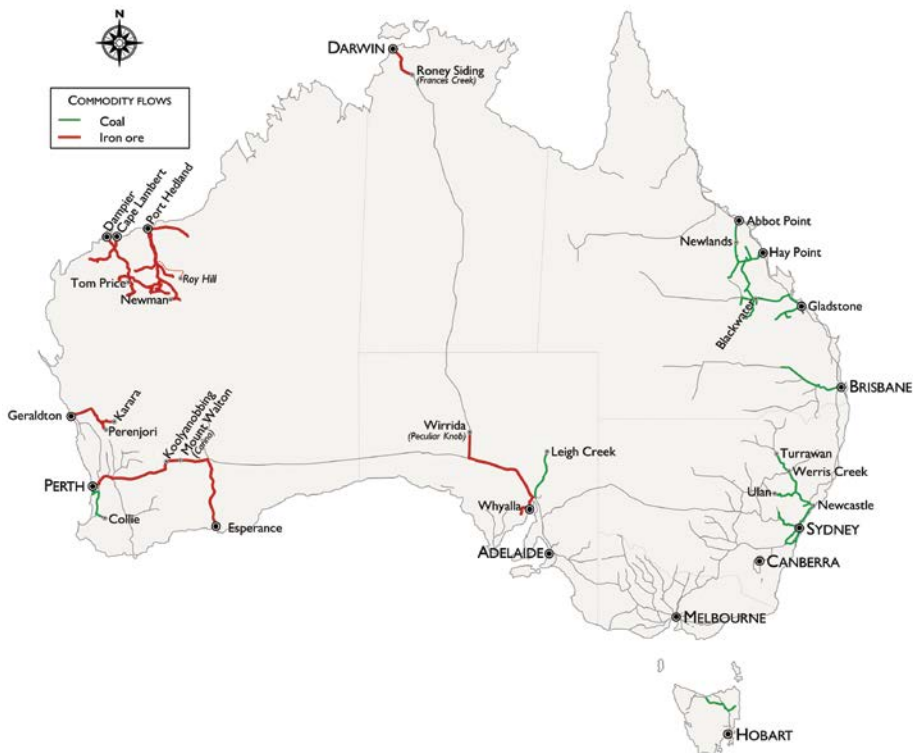 N
COMMODITY FLOWS
Coal
Iron ore
DARWIN
Roney Siding
(Frances Creek)
Dampier
Cape Lambert
Port Hedland
Tom Price
Roy Hill
Newman
Abbot Point
Newlands
Hay Point
Blackwater
Gladstone
BRISBANE
Geraldton
Karara
Perenjori
Koolyanobbing
Mount Walton
(Carina)
PERTH
Collie
Esperance
Wirrida
(Peculiar Knob)
Leigh Creek
Whyalla
ADELAIDE
Turrawan
Werris Creek
Ulan
Newcastle
SYDNEY
CANBERRA
MELBOURNE
HOBART